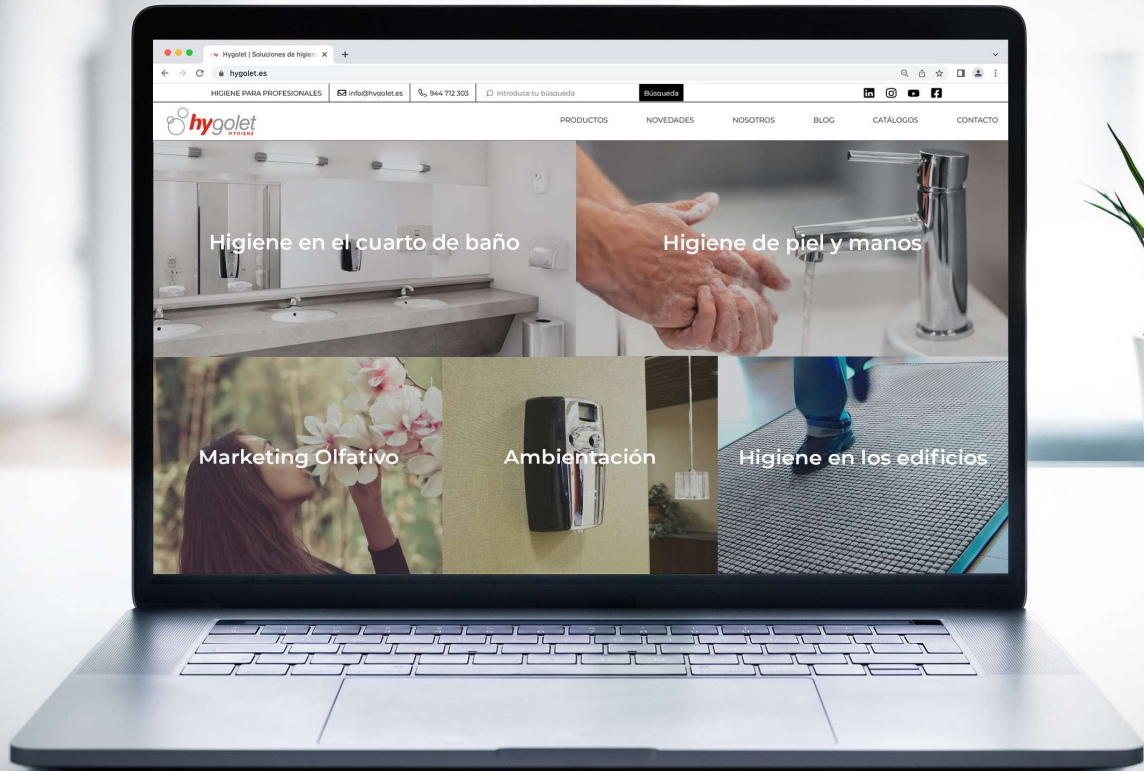 Hygolet | Soluciones de higien
hygolet.es
HIGIENE PARA PROFESIONALES
info@hygolet.es
944 712 303
Introduce tu búsqueda
Búsqueda
hygolet
HYGIENE
PRODUCTOS
NOVEDADES
NOSOTROS
BLOG
CATÁLOGOS
CONTACTO
Higiene en el cuarto de baño
Higiene de piel y manos
Marketing Olfativo
Ambientación
Higiene en los edificios